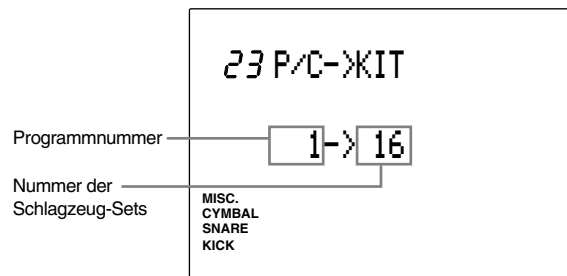 23 P/C->KIT
Programmnummer
1-> 16
Nummer der
Schlagzeug-Sets
MISC.
CYMBAL
SNARE
KICK